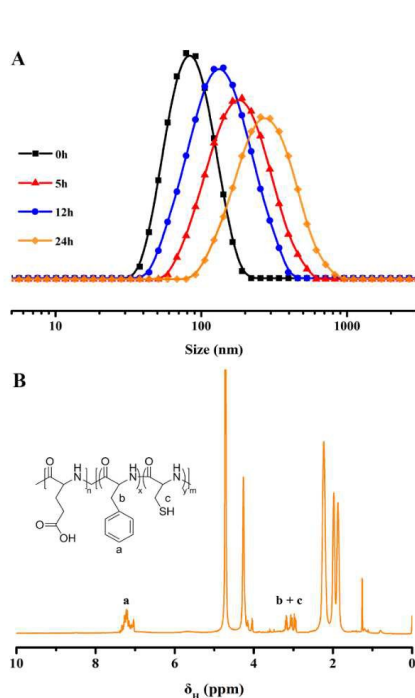 A
0h
5h
12h
24h
10 100 1000
Size (nm)
B
O
N
H
n
O
N
H
x
O
N
H
y
m
b
c
SH
O
OH
a
a
b + c
10 8 6 4 2 0
δH (ppm)